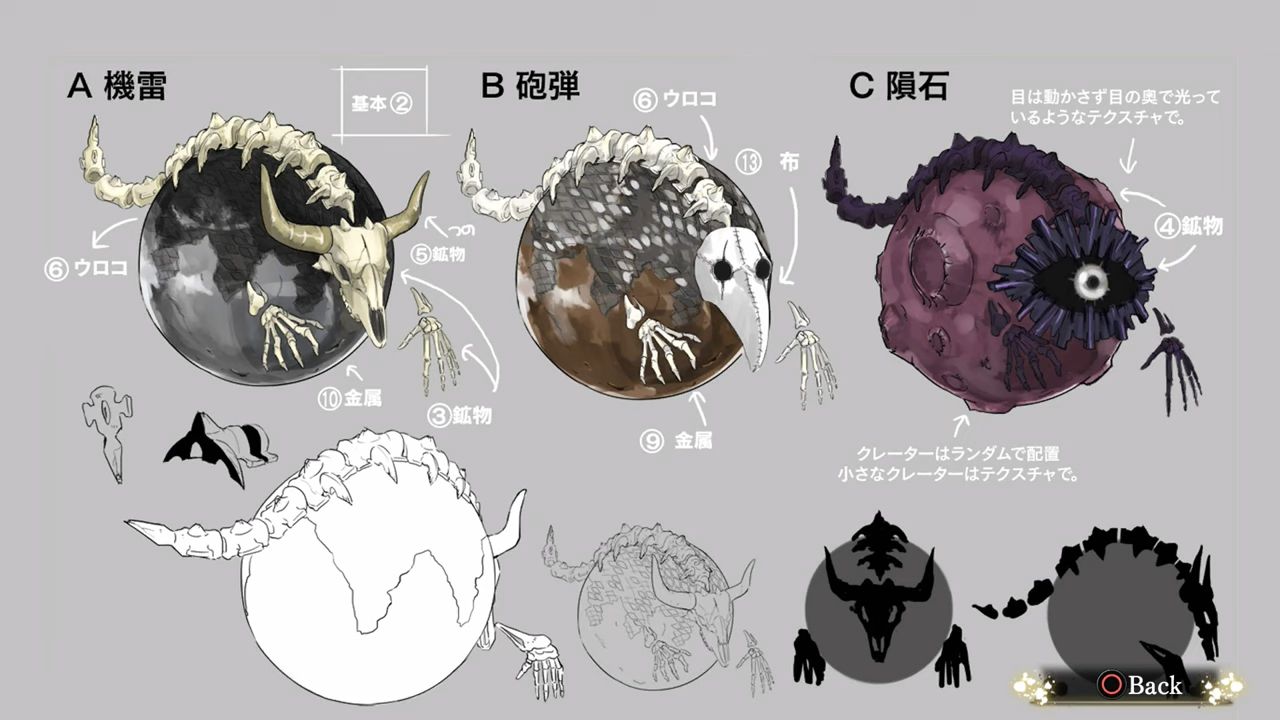 A 機雷
基本②
B 砲弾
⑥ウロコ
⑬ 布
C 隕石
目は動かさず目の奥で光って
いるようなテクスチャで。
④鉱物
つの
⑤鉱物
⑥ウロコ
⑩金属
③鉱物
⑨ 金属
クレーターはランダムで配置
小さなクレーターはテクスチャで。
Back